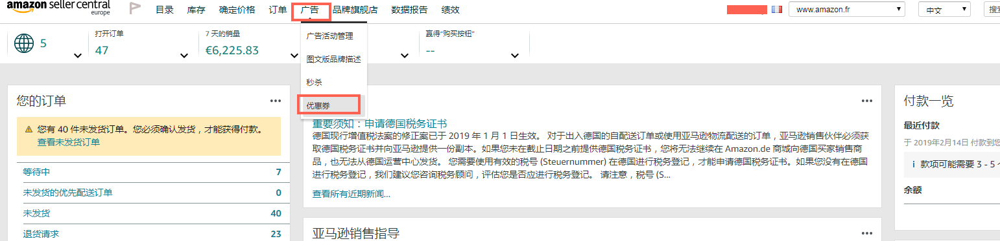 amazon seller central
europe
目录 库存 确定价格 订单 广告 品牌旗舰店 数据报告 绩效
www.amazon.fr
中文
搜索
5
打开订单
47
7 天的销量
€6,225.83
赢得“购买按钮”
--
广告活动管理
图文版品牌描述
秒杀
优惠券
您的订单
您有 40 件未发货订单。您必须确认发货，才能获得付款。
查看未发货订单
等待中 7
未发货的优先配送订单 0
未发货 40
退货请求 23
重要须知：申请德国税务证书
德国现行增值税法案的修正案已于 2019 年 1 月 1 日生效。 对于出入德国的自配送订单或使用亚马逊物流配送的订单，亚马逊销售伙伴必须获
取德国税务证书并向亚马逊提供一份副本。如果您未在截止日期之前提供德国税务证书，您将无法继续在 Amazon.de 商城向德国买家销售商
品，也无法从德国运营中心发货。 您需要使用有效的税号 (Steuernummer) 在德国进行税务登记，才能申请德国税务证书。如果您没有在德国
进行税务登记，我们建议您咨询税务顾问，评估您是否应进行税务登记。 请注意，税号 (S...
查看所有近期新闻...
亚马逊销售指导
付款一览
最近付款
于 2019年2月14日 付款到您
款项可能需要 3 - 5
余额